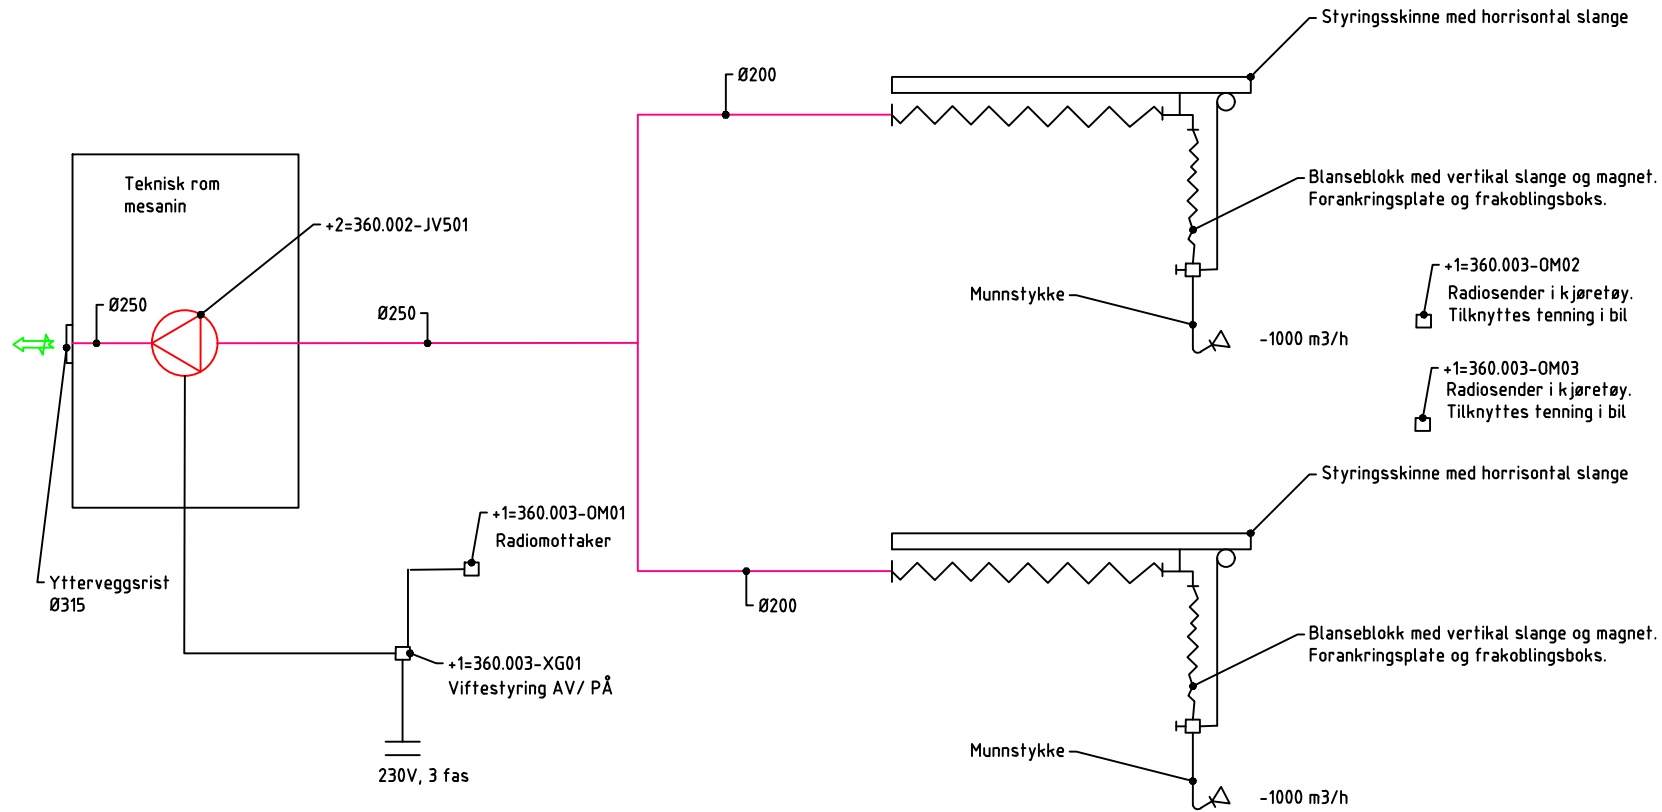 Styringsskinne med horrisontal slange
Ø200
Teknisk rom
mesanin
Blanseblokk med vertikal slange og magnet.
Forankringsplate og frakoblingsboks.
+2=360.002-JV501
+1=360.003-OM02
Radiosender i kjøretøy.
Tilknyttes tenning i bil
Munnstykke
Ø250
Ø250
-1000 m3/h
+1=360.003-OM03
Radiosender i kjøretøy.
Tilknyttes tenning i bil
Styringsskinne med horrisontal slange
+1=360.003-OM01
Radiomottaker
Ytterveggsrist
Ø315
Ø200
Blanseblokk med vertikal slange og magnet.
Forankringsplate og frakoblingsboks.
+1=360.003-XG01
Viftestyring AV/ PÅ
Munnstykke
230V, 3 fas
-1000 m3/h